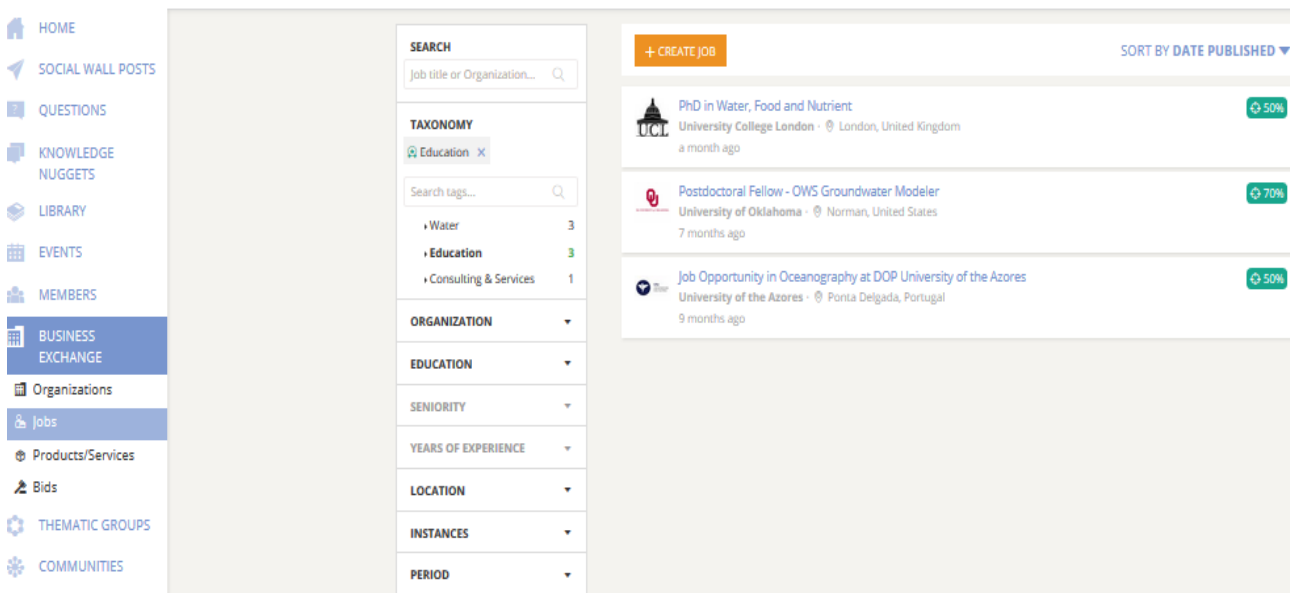 HOME
SOCIAL WALL POSTS
QUESTIONS
KNOWLEDGE
NUGGETS
LIBRARY
EVENTS
MEMBERS
BUSINESS
EXCHANGE
Organizations
Jobs
Products/Services
Bids
THEMATIC GROUPS
COMMUNITIES
SEARCH
Job title or Organization...
TAXONOMY
Education ×
Search tags...
Water 3
Education 3
Consulting & Services 1
ORGANIZATION
EDUCATION
SENIORITY
YEARS OF EXPERIENCE
LOCATION
INSTANCES
PERIOD
+ CREATE JOB
SORT BY DATE PUBLISHED
UCL
PhD in Water, Food and Nutrient
50%
University College London · London, United Kingdom
a month ago
Postdoctoral Fellow - OWS Groundwater Modeler
70%
University of Oklahoma · Norman, United States
7 months ago
Job Opportunity in Oceanography at DOP University of the Azores
50%
University of the Azores · Ponta Delgada, Portugal
9 months ago